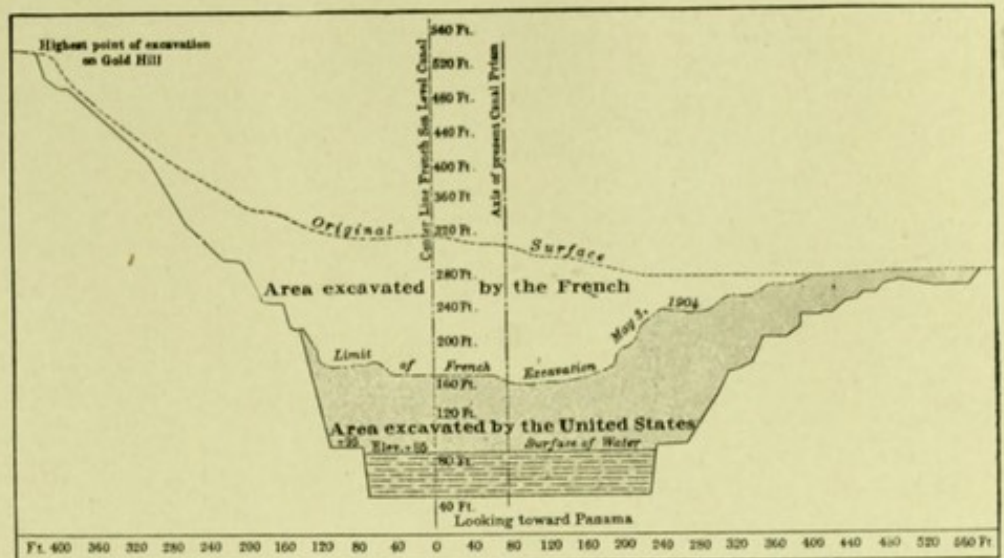 560 Ft.
Highest point of excavation
on Gold Hill
520 Ft.
480 Ft.
440 Ft.
400 Ft.
360 Ft.
Center Line French Sea Level Canal
Axis of present Canal Prism
Original
320 Ft.
Surface
280 Ft.
Area excavated by the French
240 Ft.
May 3, 1904
200 Ft.
Limit of French Excavation
160 Ft.
120 Ft.
Area excavated by the United States
+95
Elev. +85
Surface of Water
80 Ft.
40 Ft.
Looking toward Panama
Ft. 400 360 320 280 240 200 160 120 80 40 0 40 80 120 160 200 240 280 320 360 400 440 480 520 560 Ft